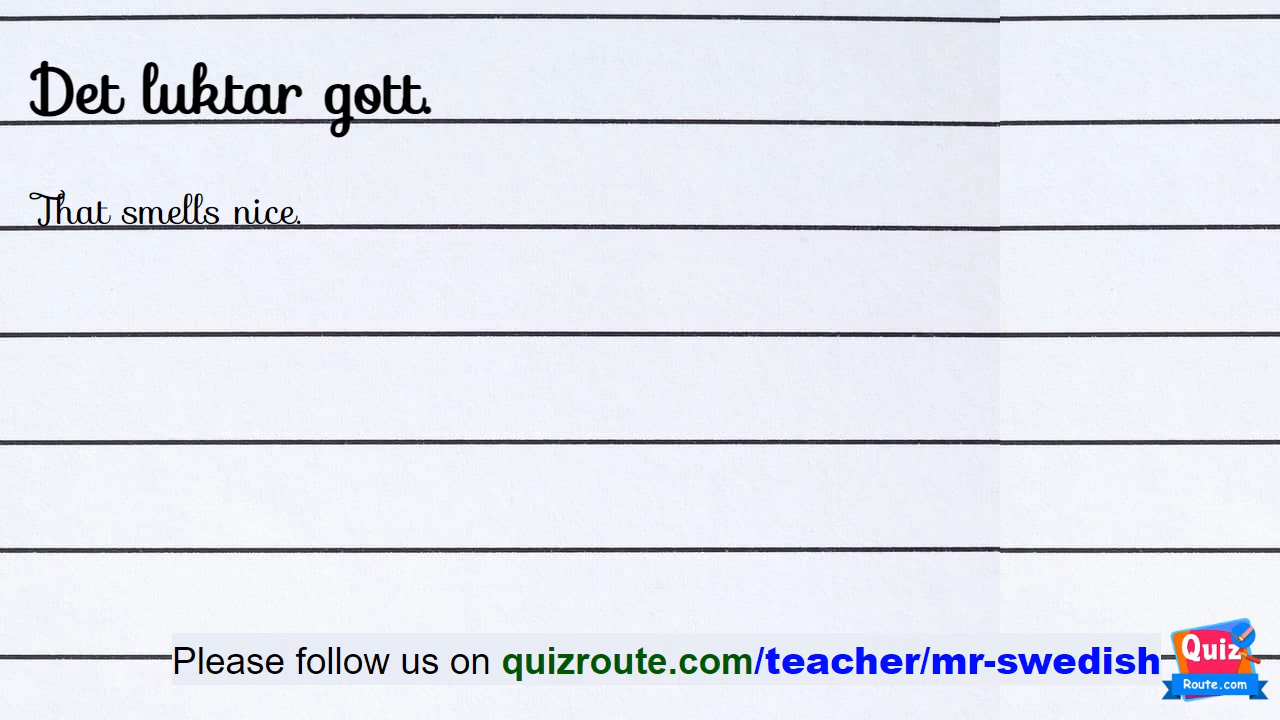 Det luktar gott.
That smells nice.
Please follow us on quizroute.com/teacher/mr-swedish
Quiz
Route.com